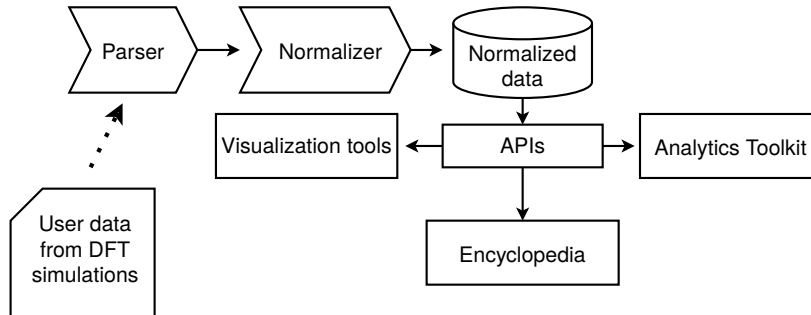 Parser
Normalizer
Normalized
data
Visualization tools
APIs
Analytics Toolkit
User data
from DFT
simulations
Encyclopedia